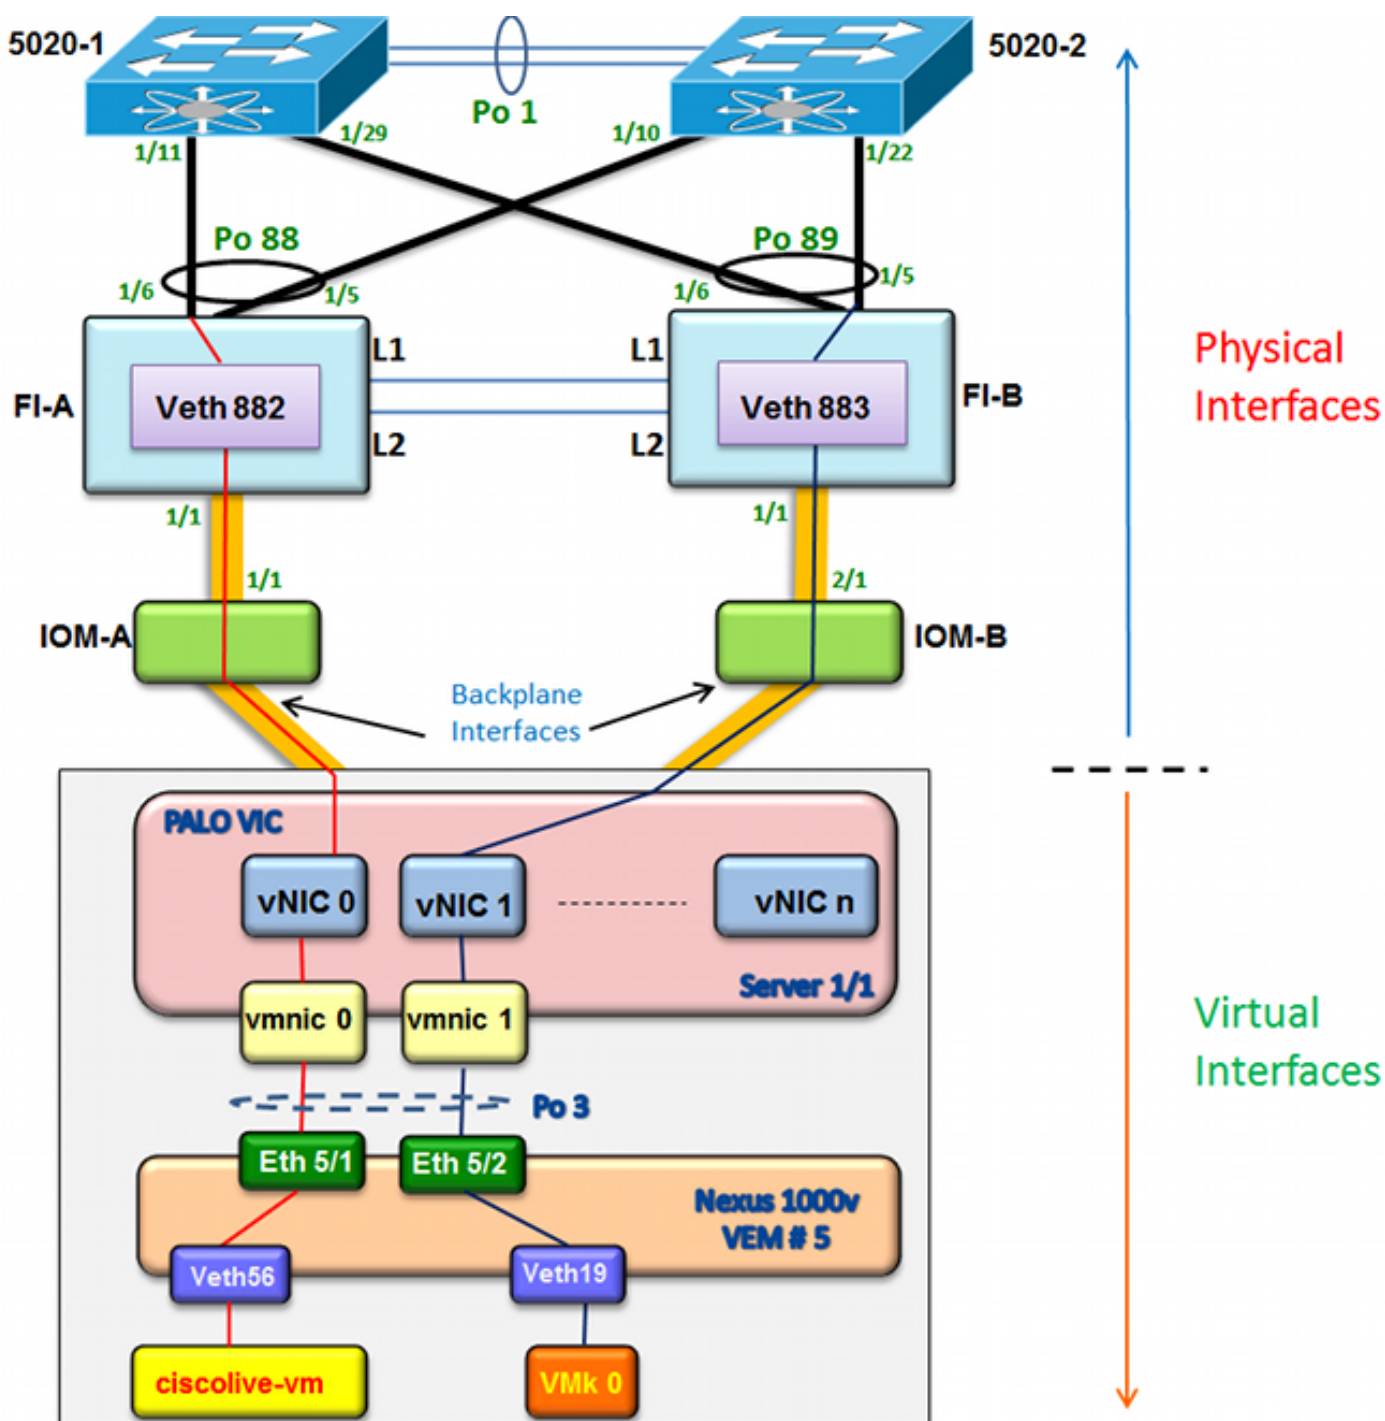 5020-1
5020-2
Po 1
1/11
1/29
1/10
1/22
Po 88
Po 89
1/6
1/5
1/6
1/5
FI-A
Veth 882
L1
L2
L1
L2
Veth 883
FI-B
Physical
Interfaces
1/1
1/1
1/1
2/1
IOM-A
IOM-B
Backplane
Interfaces
PALO VIC
vNIC 0
vNIC 1
vNIC n
Server 1/1
vmnic 0
vmnic 1
Virtual
Interfaces
Po 3
Eth 5/1
Eth 5/2
Nexus 1000v
VEM # 5
Veth56
Veth19
ciscolive-vm
VMk 0